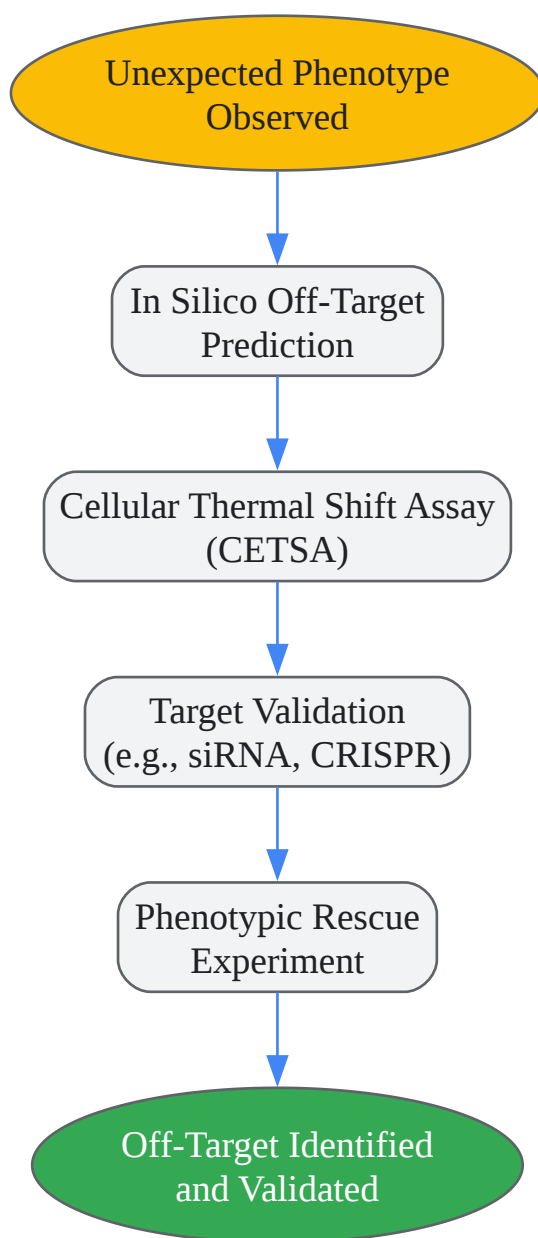 Unexpected Phenotype
Observed
In Silico Off-Target
Prediction
Cellular Thermal Shift Assay
(CETSA)
Target Validation
(e.g., siRNA, CRISPR)
Phenotypic Rescue
Experiment
Off-Target Identified
and Validated